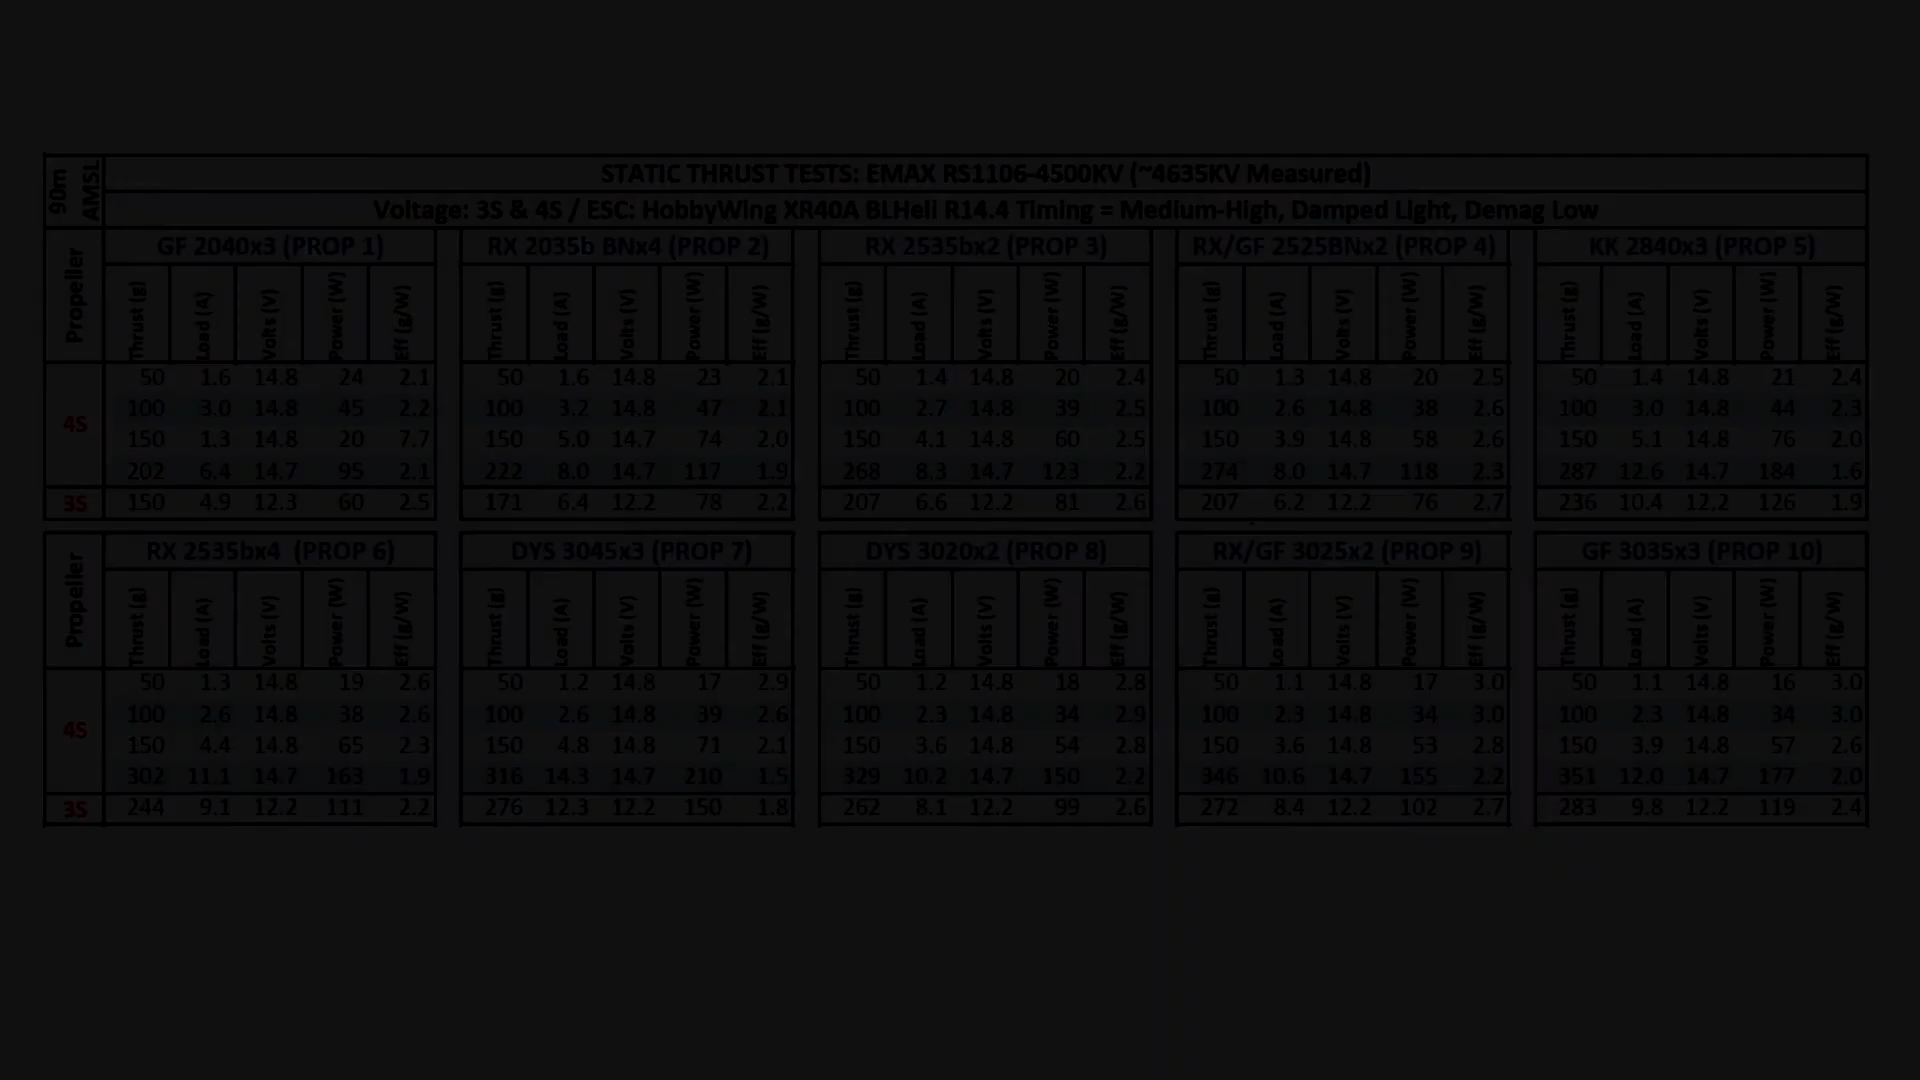 90m AMSL
STATIC THRUST TESTS: EMAX RS1106-4500KV (~4635KV Measured)
Voltage: 3S & 4S / ESC: HobbyWing XR40A BLHeli R14.4 Timing = Medium-High, Damped Light, Demag Low
Propeller GF 2040x3 (PROP 1) RX 2035b BNx4 (PROP 2) RX 2535bx2 (PROP 3) RX/GF 2525BNx2 (PROP 4) KK 2840x3 (PROP 5)
Thrust (g) Load (A) Volts (V) Power (W) Eff (g/W) Thrust (g) Load (A) Volts (V) Power (W) Eff (g/W) Thrust (g) Load (A) Volts (V) Power (W) Eff (g/W) Thrust (g) Load (A) Volts (V) Power (W) Eff (g/W) Thrust (g) Load (A) Volts (V) Power (W) Eff (g/W)
4S
50 1.6 14.8 24 2.1 50 1.6 14.8 23 2.1 50 1.4 14.8 20 2.4 50 1.3 14.8 20 2.5 50 1.4 14.8 21 2.4
100 3.0 14.8 45 2.2 100 3.2 14.8 47 2.1 100 2.7 14.8 39 2.5 100 2.6 14.8 38 2.6 100 3.0 14.8 44 2.3
150 1.3 14.8 20 7.7 150 5.0 14.7 74 2.0 150 4.1 14.8 60 2.5 150 3.9 14.8 58 2.6 150 5.1 14.8 76 2.0
202 6.4 14.7 95 2.1 222 8.0 14.7 117 1.9 268 8.3 14.7 123 2.2 274 8.0 14.7 118 2.3 287 12.6 14.7 184 1.6
3S 150 4.9 12.3 60 2.5 171 6.4 12.2 78 2.2 207 6.6 12.2 81 2.6 207 6.2 12.2 76 2.7 236 10.4 12.2 126 1.9
Propeller RX 2535bx4 (PROP 6) DYS 3045x3 (PROP 7) DYS 3020x2 (PROP 8) RX/GF 3025x2 (PROP 9) GF 3035x3 (PROP 10)
Thrust (g) Load (A) Volts (V) Power (W) Eff (g/W) Thrust (g) Load (A) Volts (V) Power (W) Eff (g/W) Thrust (g) Load (A) Volts (V) Power (W) Eff (g/W) Thrust (g) Load (A) Volts (V) Power (W) Eff (g/W) Thrust (g) Load (A) Volts (V) Power (W) Eff (g/W)
4S
50 1.3 14.8 19 2.6 50 1.2 14.8 17 2.9 50 1.2 14.8 18 2.8 50 1.1 14.8 17 3.0 50 1.1 14.8 16 3.0
100 2.6 14.8 38 2.6 100 2.6 14.8 39 2.6 100 2.3 14.8 34 2.9 100 2.3 14.8 34 3.0 100 2.3 14.8 34 3.0
150 4.4 14.8 65 2.3 150 4.8 14.8 71 2.1 150 3.6 14.8 54 2.8 150 3.6 14.8 53 2.8 150 3.9 14.8 57 2.6
302 11.1 14.7 163 1.9 316 14.3 14.7 210 1.5 329 10.2 14.7 150 2.2 346 10.6 14.7 155 2.2 351 12.0 14.7 177 2.0
3S 244 9.1 12.2 111 2.2 276 12.3 12.2 150 1.8 262 8.1 12.2 99 2.6 272 8.4 12.2 102 2.7 283 9.8 12.2 119 2.4